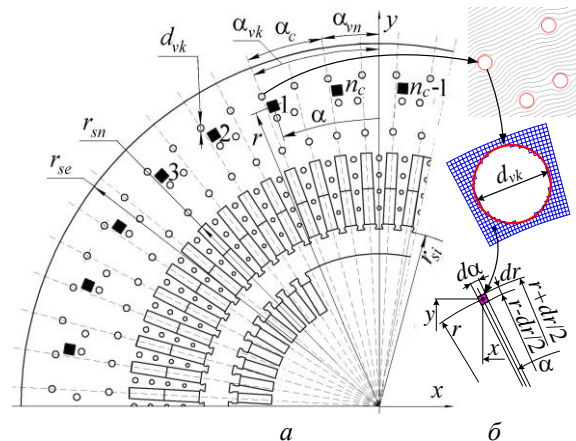 d_vk
α_vk
α_c
α_vn
y
1
n_c
n_c-1
2
α
r
3
r_sn
r_se
d_vk
r_si
dα
dr
r+dr/2
r-dr/2
y
r
x
α
x
а
б